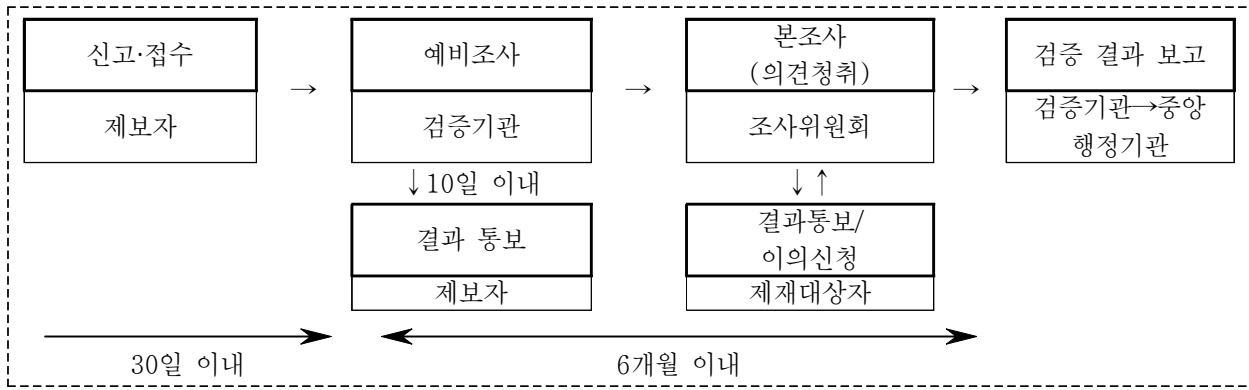 신고·접수
제보자
→
예비조사
검증기관
→
본조사
(의견청취)
조사위원회
→
검증 결과 보고
검증기관→중앙
행정기관
↓10일 이내
결과 통보
제보자
↓↑
결과통보/
이의신청
제재대상자
30일 이내
6개월 이내